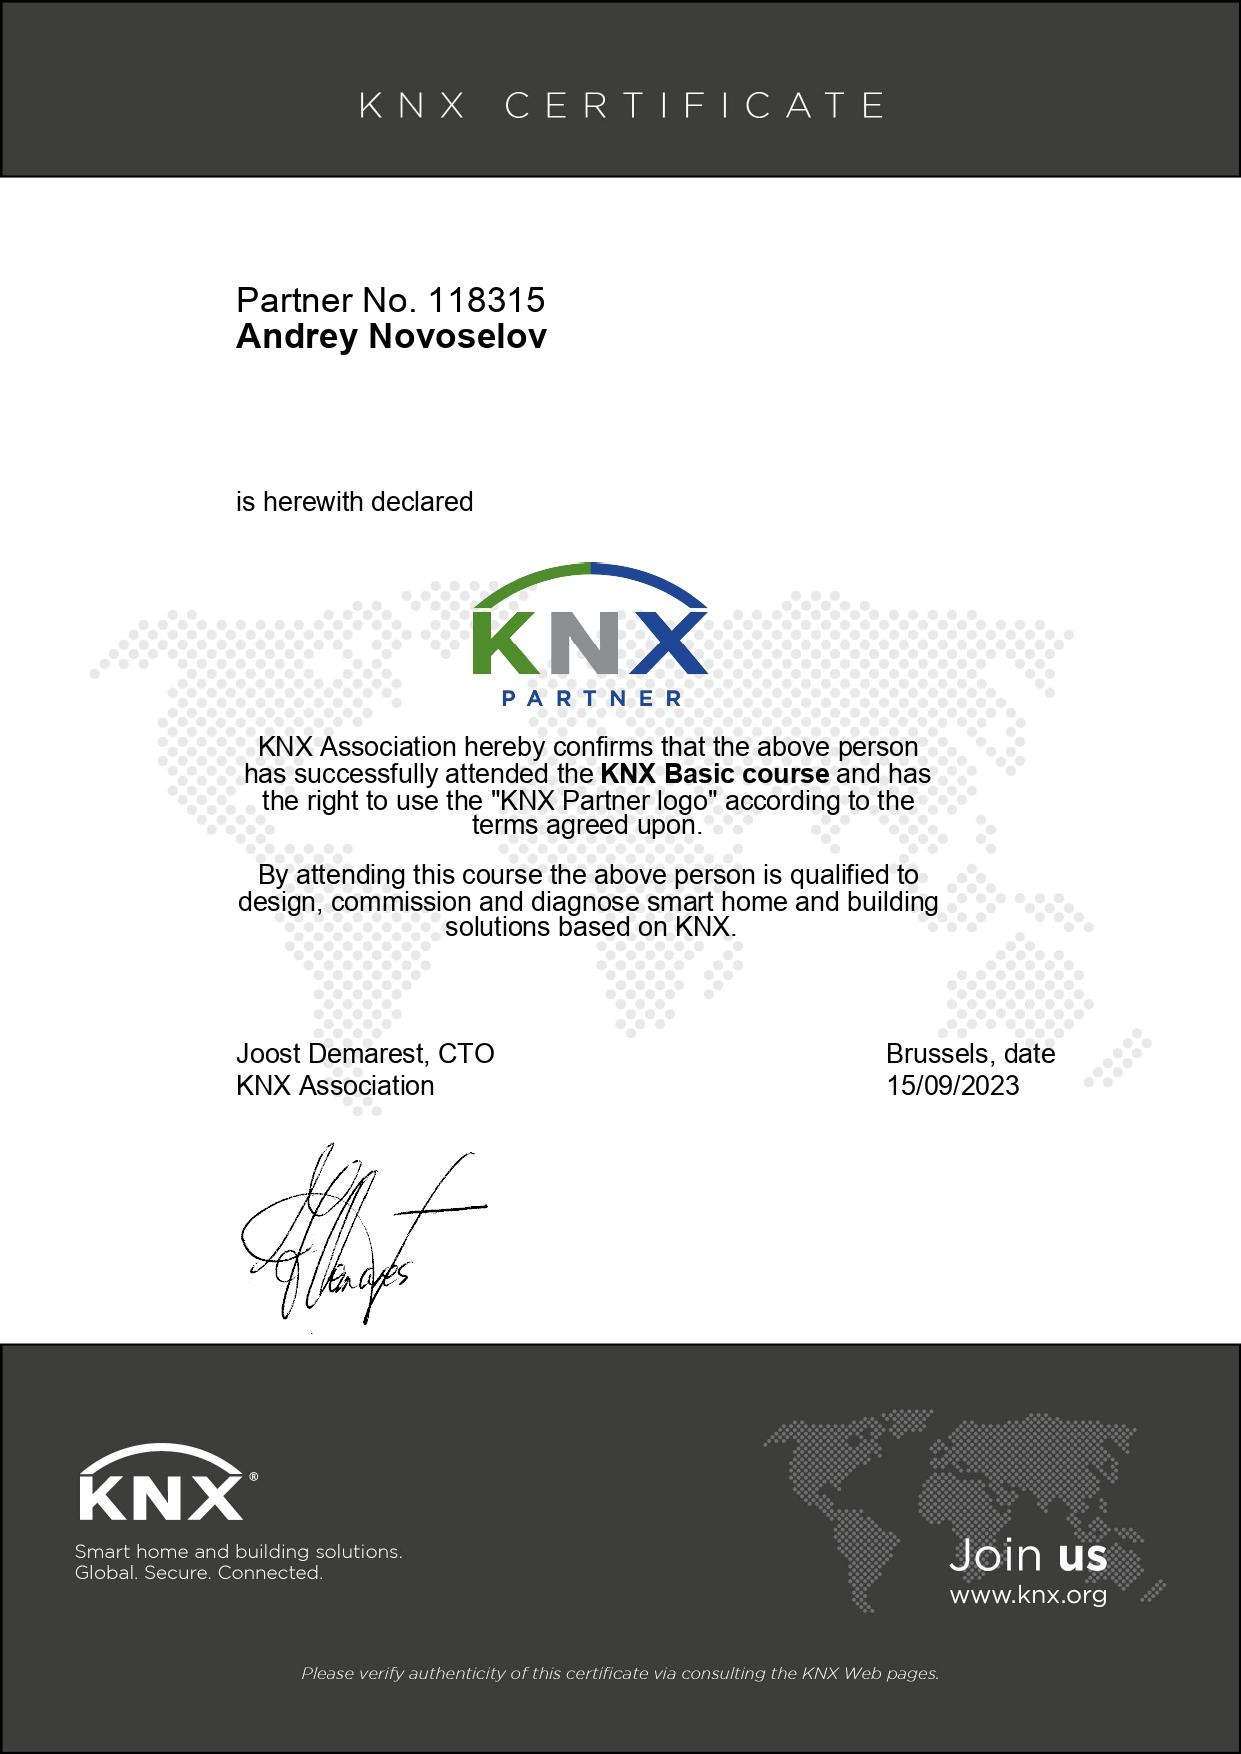 KNX CERTIFICATE
Partner No. 118315
Andrey Novoselov
is herewith declared
KNX
PARTNER
KNX Association hereby confirms that the above person
has successfully attended the KNX Basic course and has
the right to use the "KNX Partner logo" according to the
terms agreed upon.
By attending this course the above person is qualified to
design, commission and diagnose smart home and building
solutions based on KNX.
Joost Demarest, CTO
KNX Association
Brussels, date
15/09/2023
KNX®
Smart home and building solutions.
Global. Secure. Connected.
Join us
www.knx.org
Please verify authenticity of this certificate via consulting the KNX Web pages.